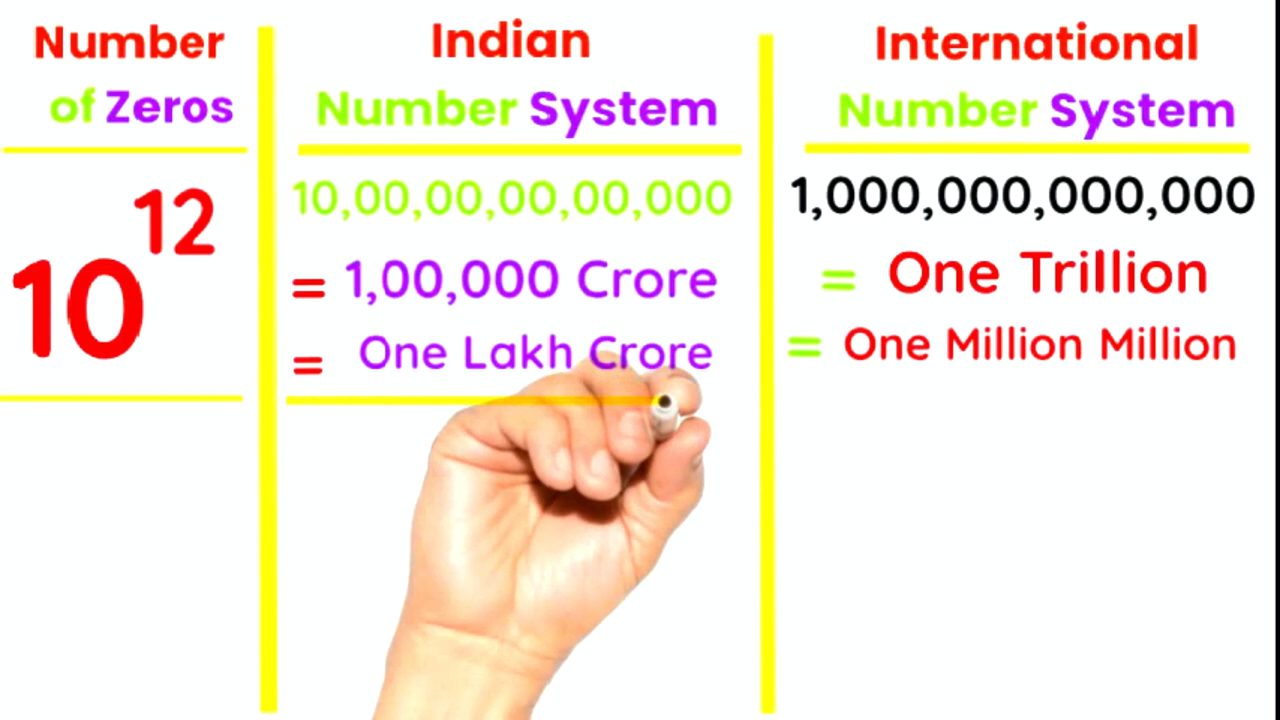 Number
of Zeros
10^12
Indian
Number System
10,00,00,00,00,000
= 1,00,000 Crore
= One Lakh Crore
International
Number System
1,000,000,000,000
= One Trillion
= One Million Million